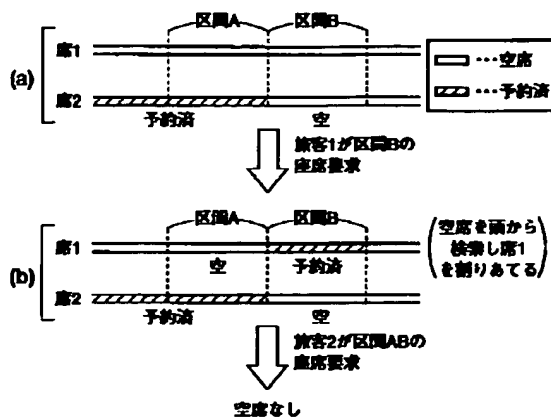 区間A 区間B
(a)
席1
席2
予約済 空
□ …空席
…予約済
旅客1が区間Bの
座席要求
区間A 区間B
(b)
席1
空 予約済
席2
予約済 空
(空席を頭から
検索し席1
を割りあてる)
旅客2が区間ABの
座席要求
空席なし